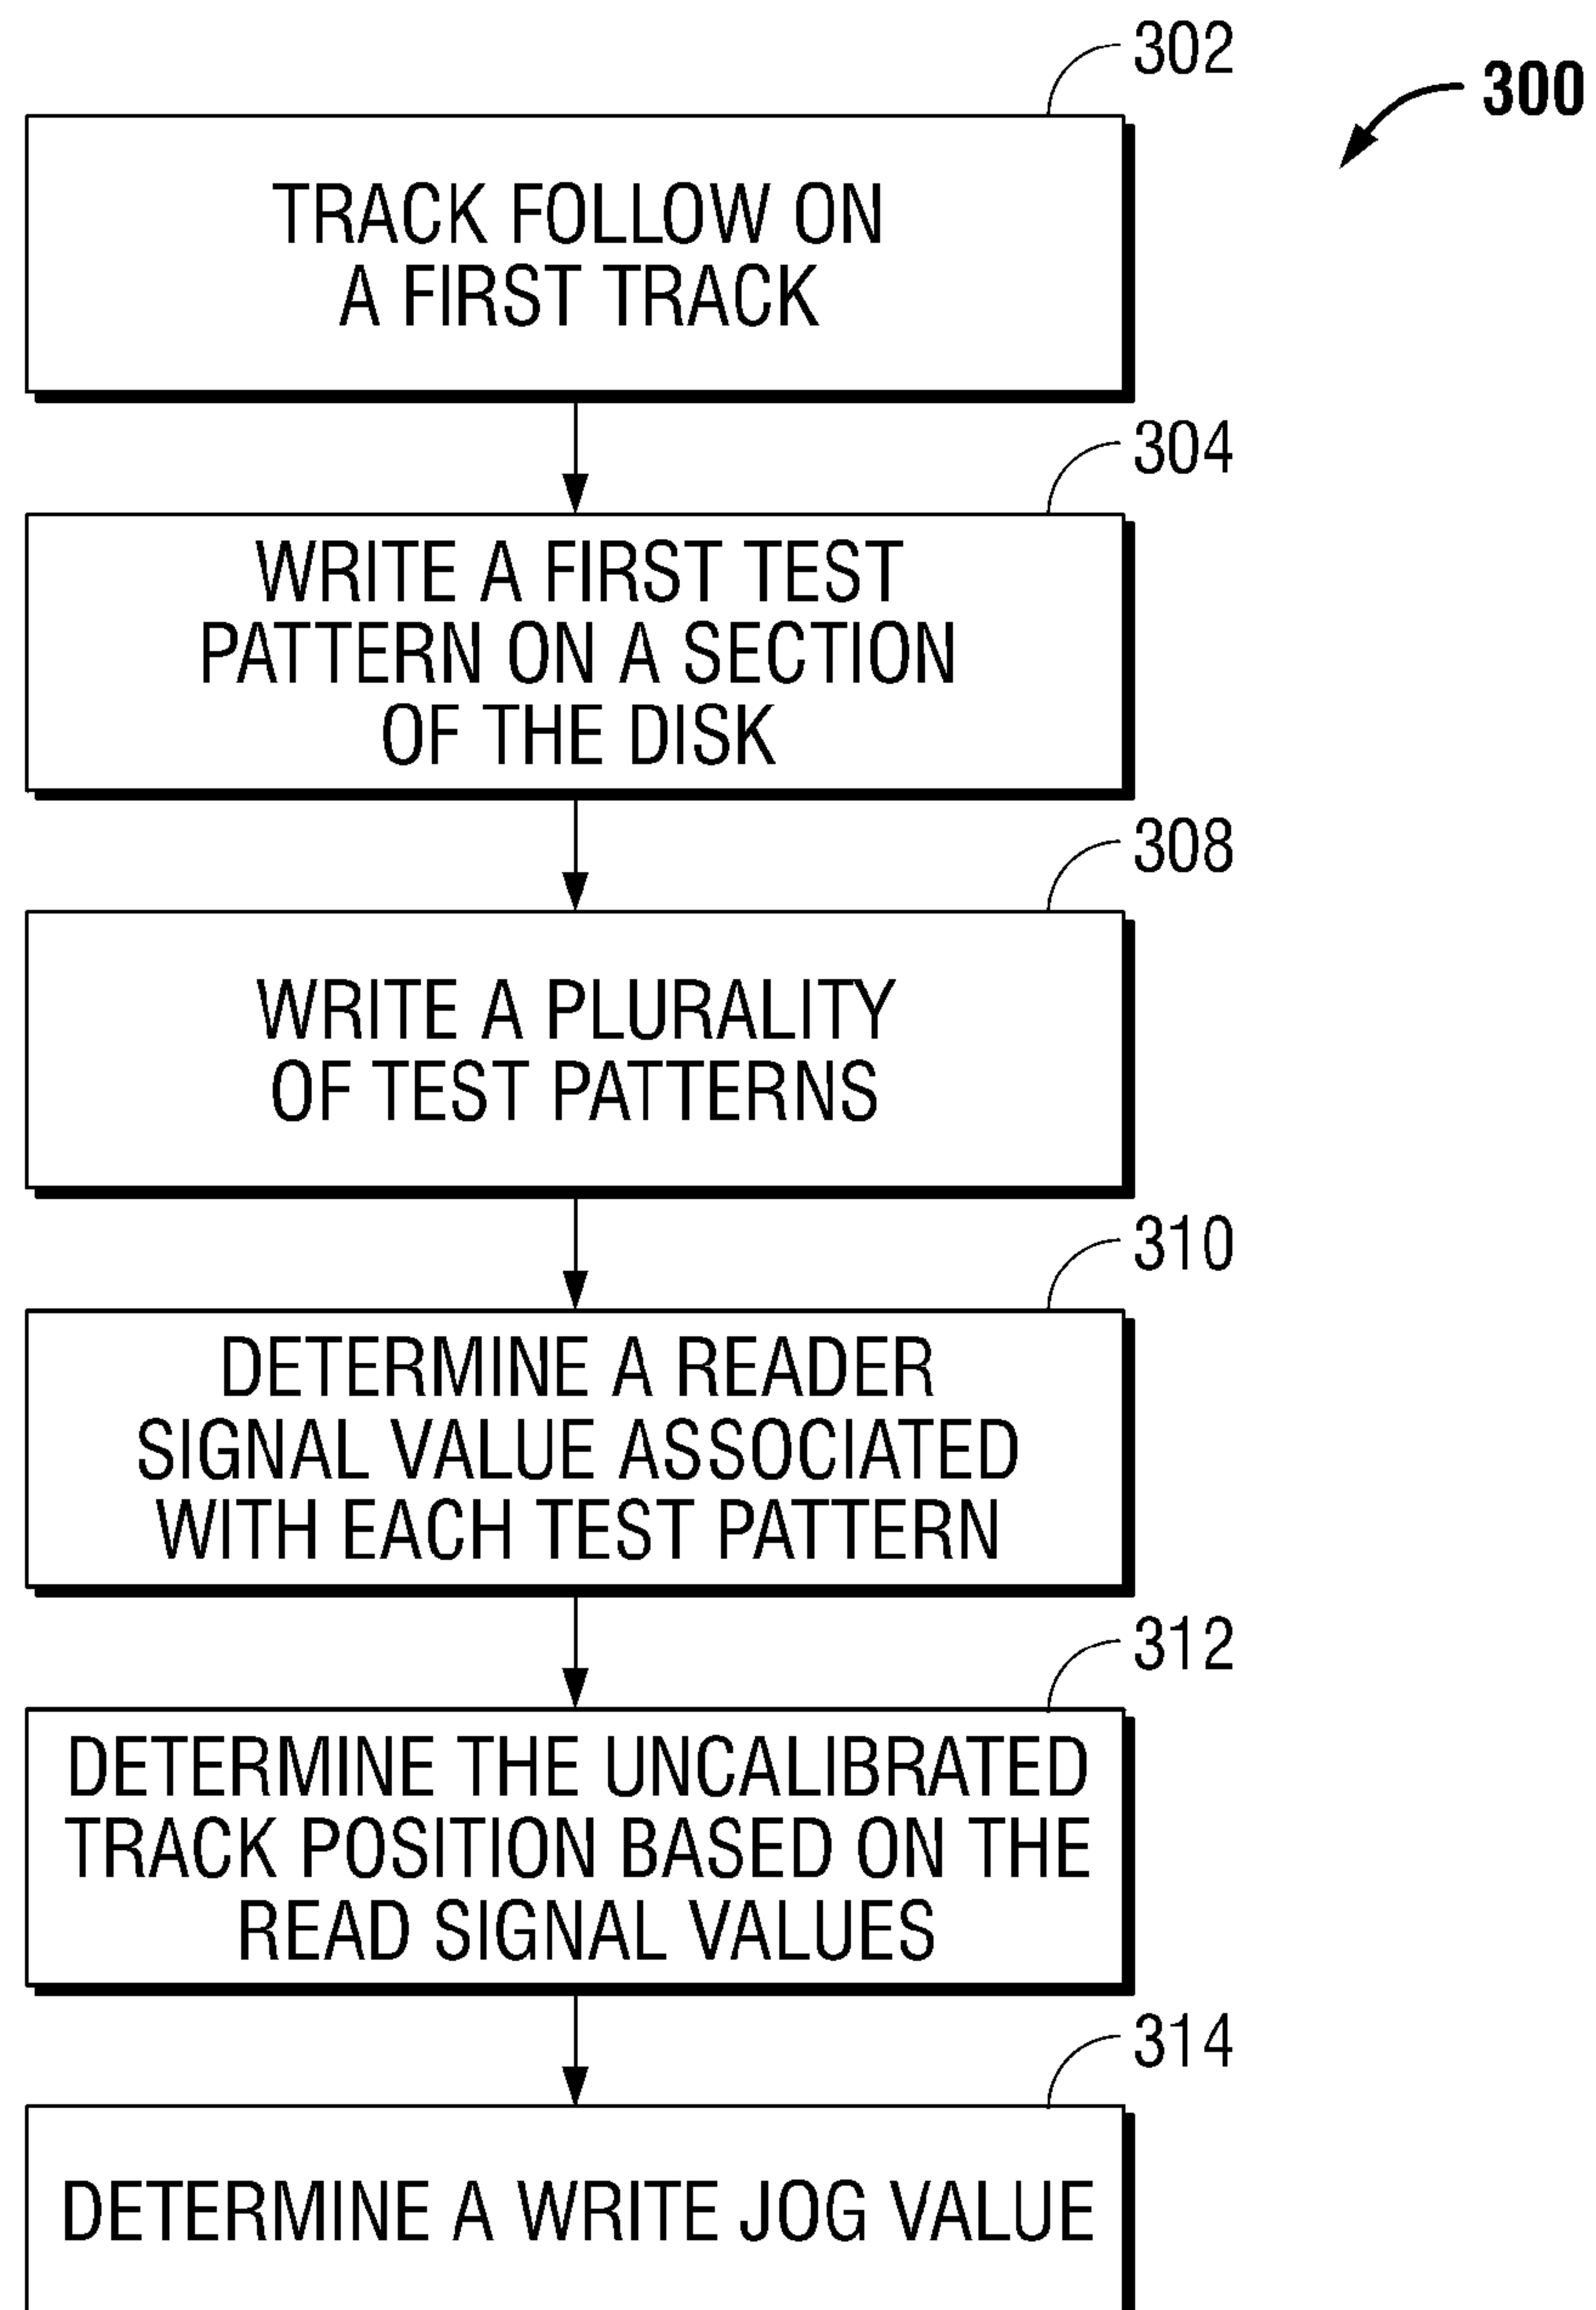 302
300
TRACK FOLLOW ON
A FIRST TRACK
304
WRITE A FIRST TEST
PATTERN ON A SECTION
OF THE DISK
308
WRITE A PLURALITY
OF TEST PATTERNS
310
DETERMINE A READER
SIGNAL VALUE ASSOCIATED
WITH EACH TEST PATTERN
312
DETERMINE THE UNCALIBRATED
TRACK POSITION BASED ON THE
READ SIGNAL VALUES
314
DETERMINE A WRITE JOG VALUE